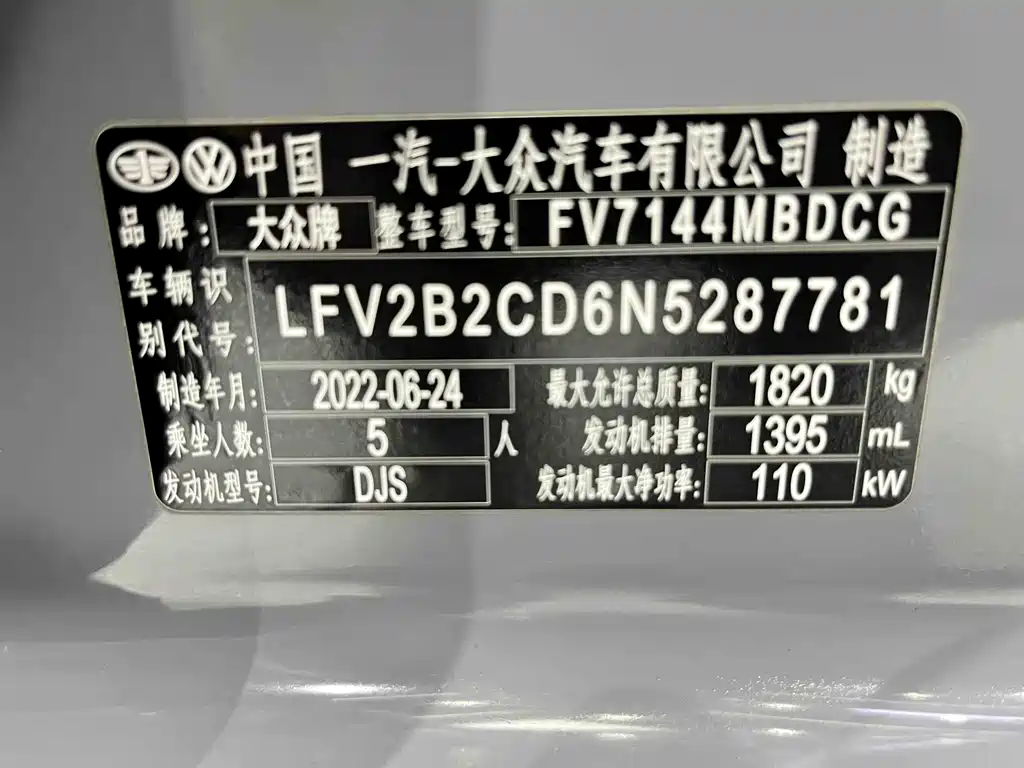 中国 一汽-大众汽车有限公司 制造
品牌: 大众牌 整车型号: FV7144MBDCG
车辆识别代号: LFV2B2CD6N5287781
制造年月: 2022-06-24 最大允许总质量: 1820 kg
乘坐人数: 5 人 发动机排量: 1395 mL
发动机型号: DJS 发动机最大净功率: 110 kW